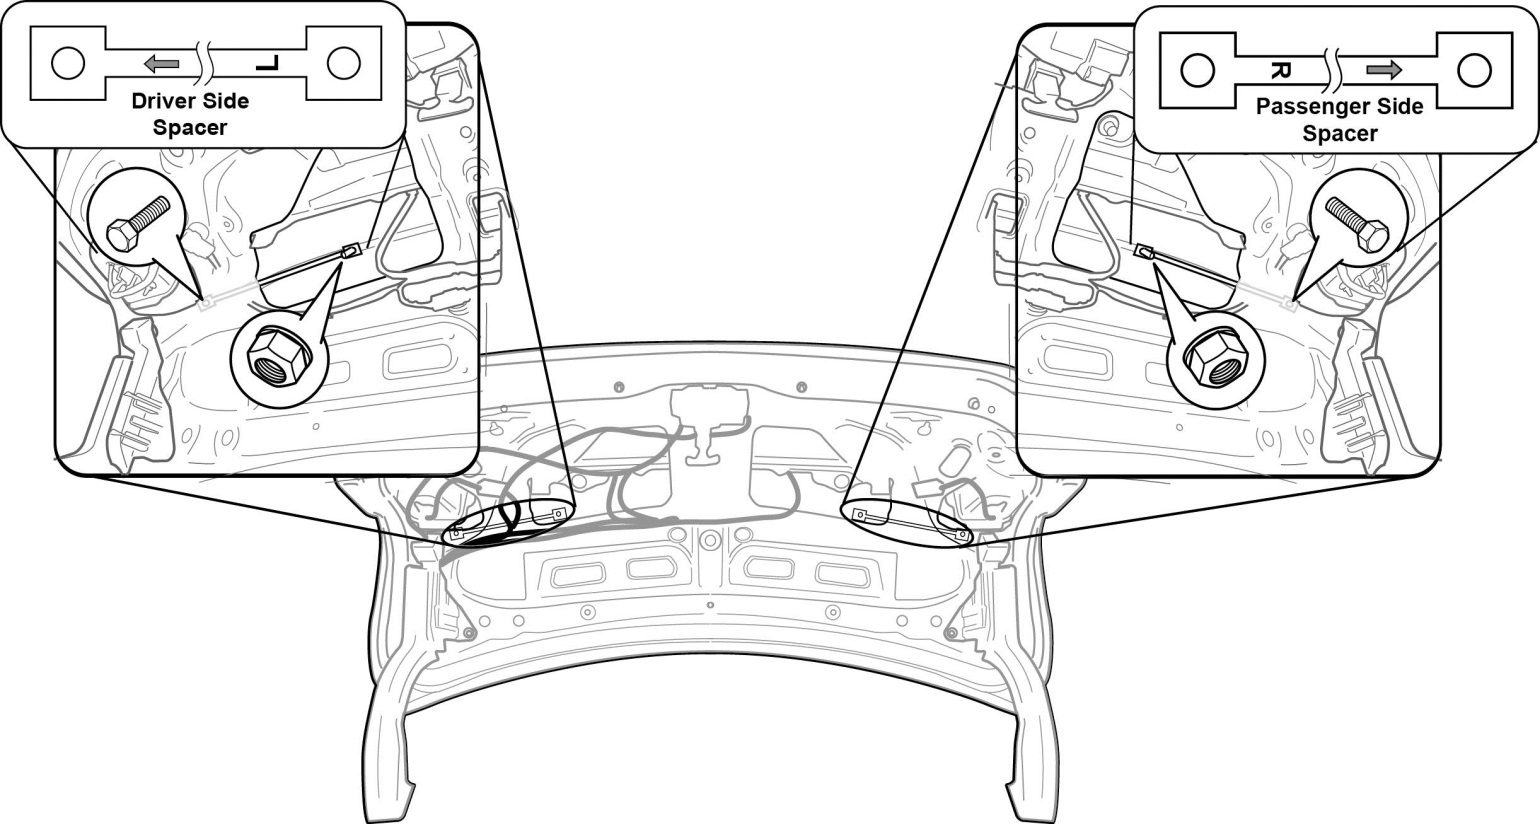 L
Driver Side
Spacer
R
Passenger Side
Spacer